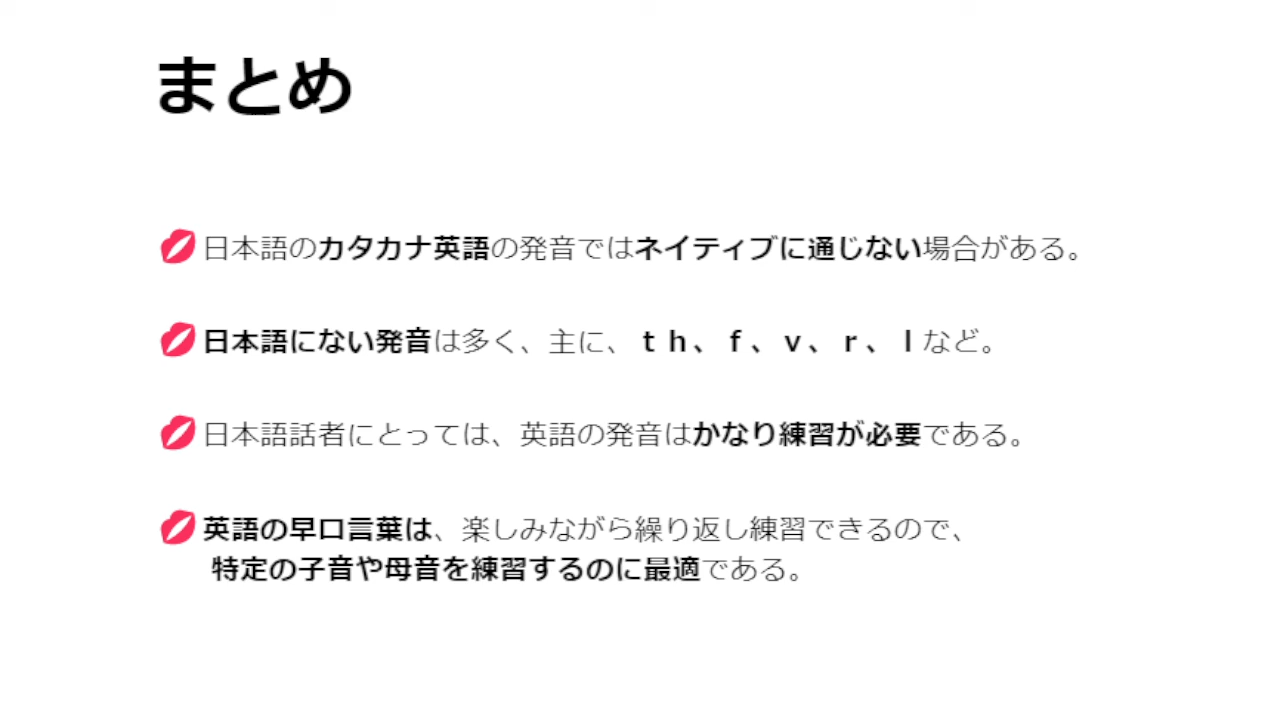 まとめ
日本語のカタカナ英語の発音ではネイティブに通じない場合がある。
日本語にない発音は多く、主に、ｔｈ、ｆ、ｖ、ｒ、ｌなど。
日本語話者にとっては、英語の発音はかなり練習が必要である。
英語の早口言葉は、楽しみながら繰り返し練習できるので、
特定の子音や母音を練習するのに最適である。